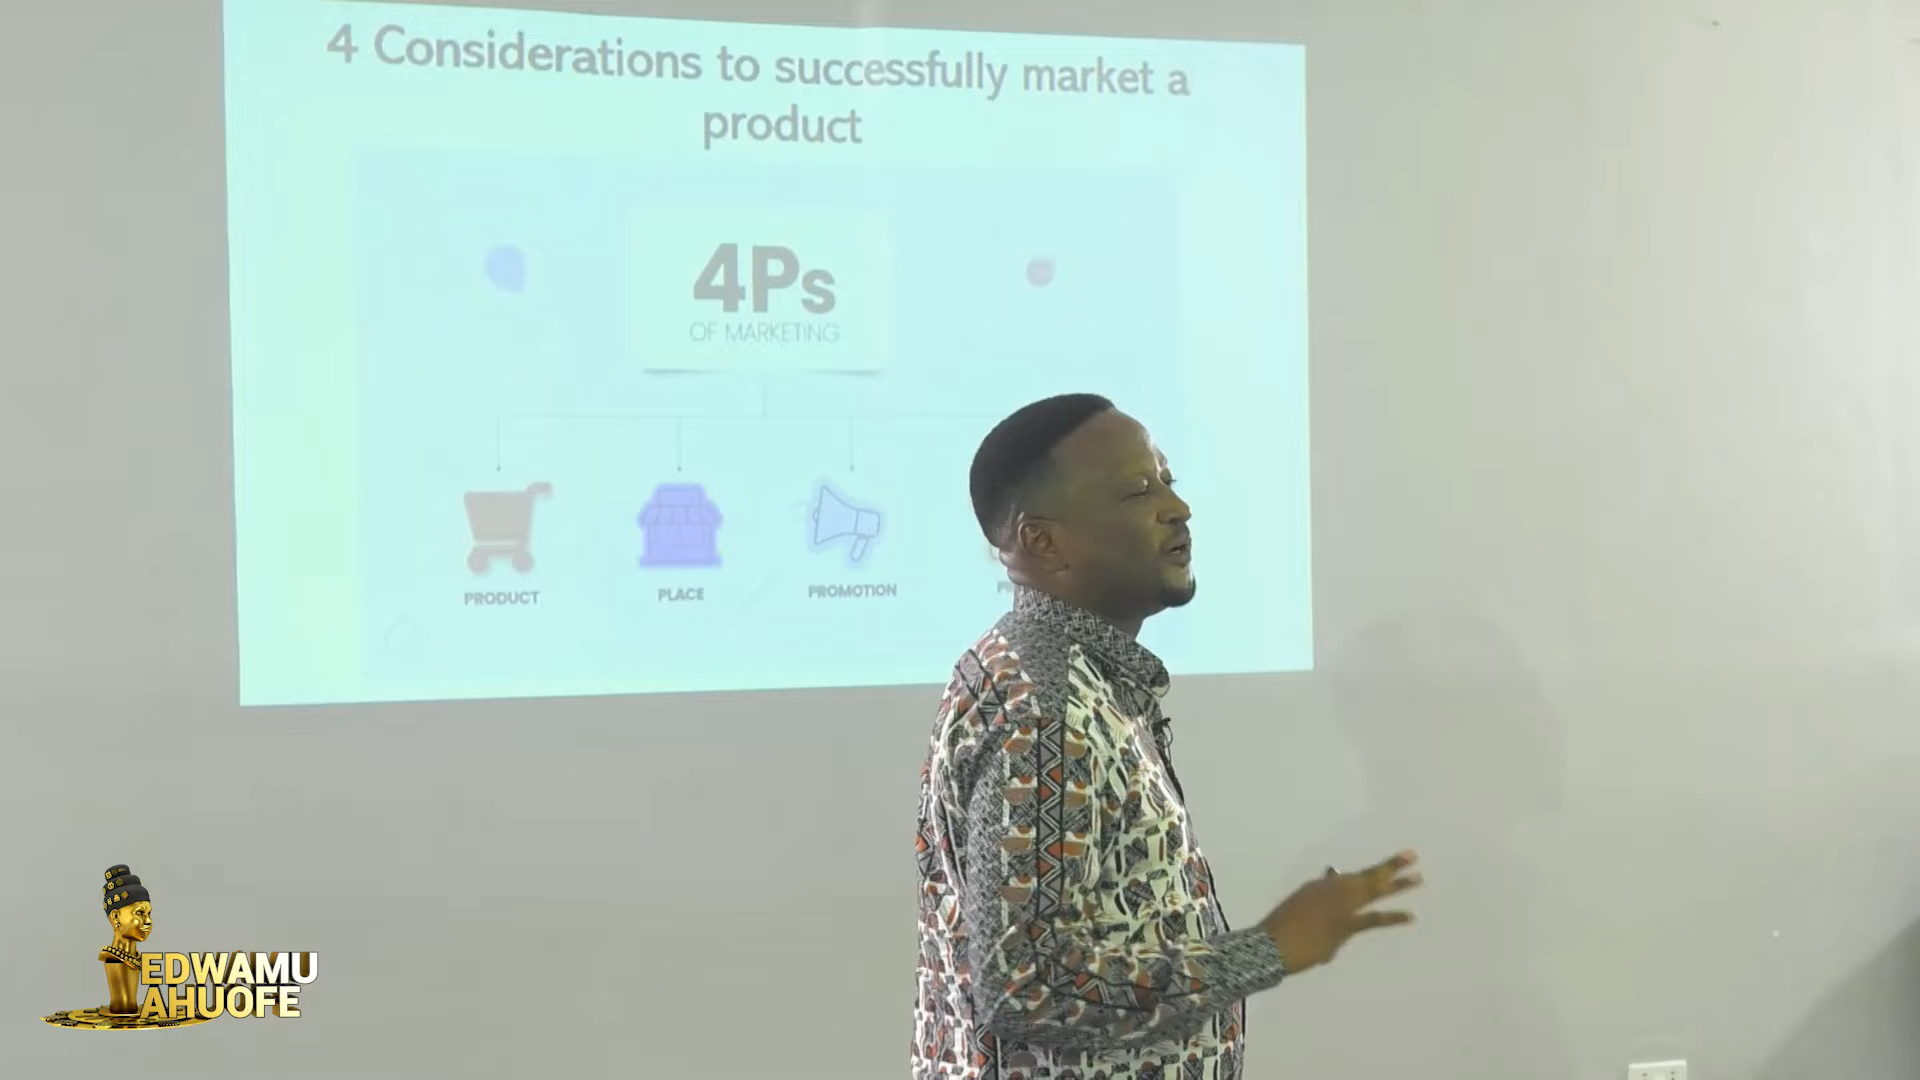 4 Considerations to successfully market a
product
4Ps
OF MARKETING
PRODUCT
PLACE
PROMOTION
EDWAMU
AHUOFE